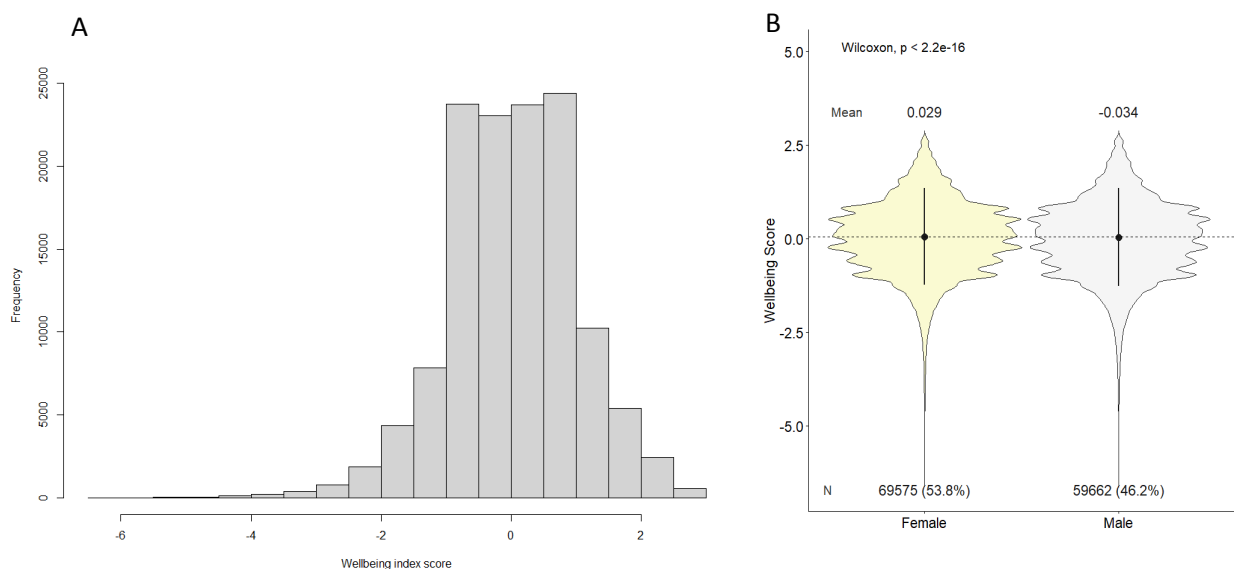 A
25000
20000
15000
10000
5000
0
Frequency
-6
-4
-2
0
2
Wellbeing index score
B
Wilcoxon, p < 2.2e-16
Mean 0.029 -0.034
5.0
2.5
0.0
-2.5
-5.0
Wellbeing Score
N 69575 (53.8%) 59662 (46.2%)
Female Male